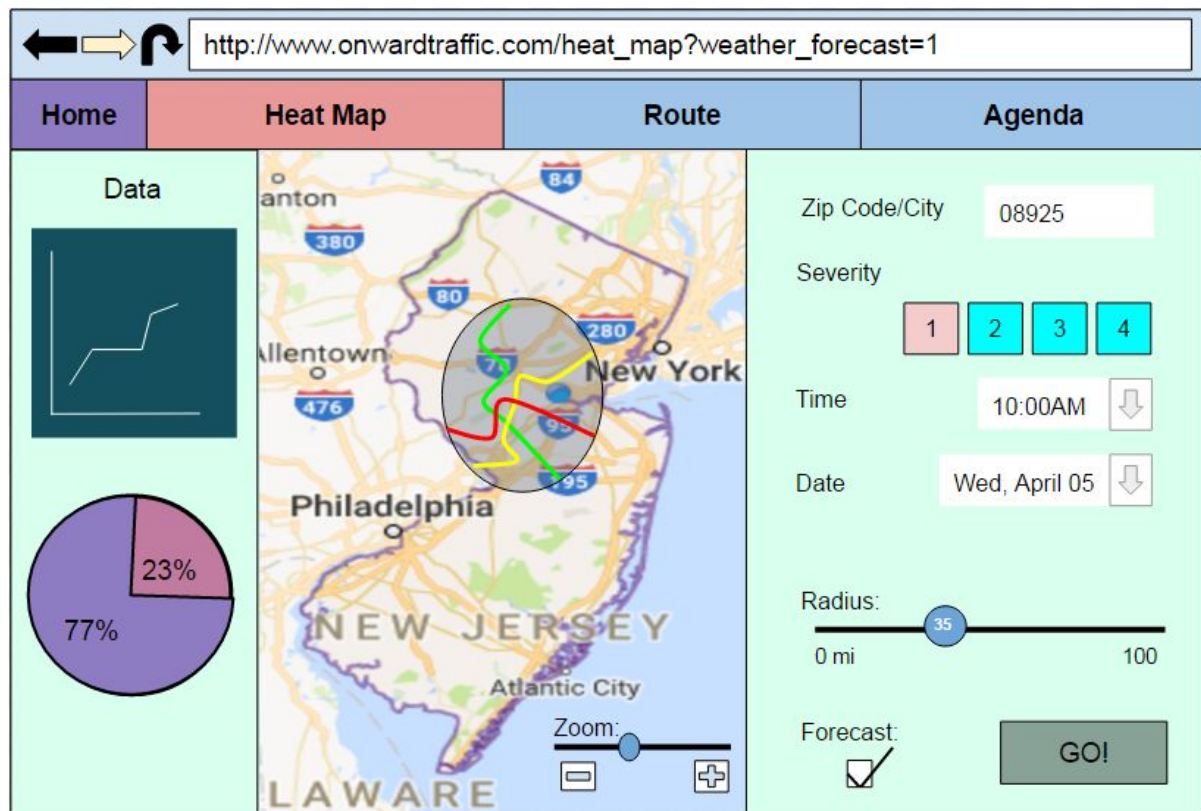 http://www.onwardtraffic.com/heat_map?weather_forecast=1
Home
Heat Map
Route
Agenda
Data
23%
77%
anton
84
380
80
280
Allentown
New York
476
95
195
Philadelphia
NEW JERSEY
Atlantic City
LAWARE
Zoom:
Zip Code/City
08925
Severity
1 2 3 4
Time
10:00AM
Date
Wed, April 05
Radius:
35
0 mi
100
Forecast:
GO!